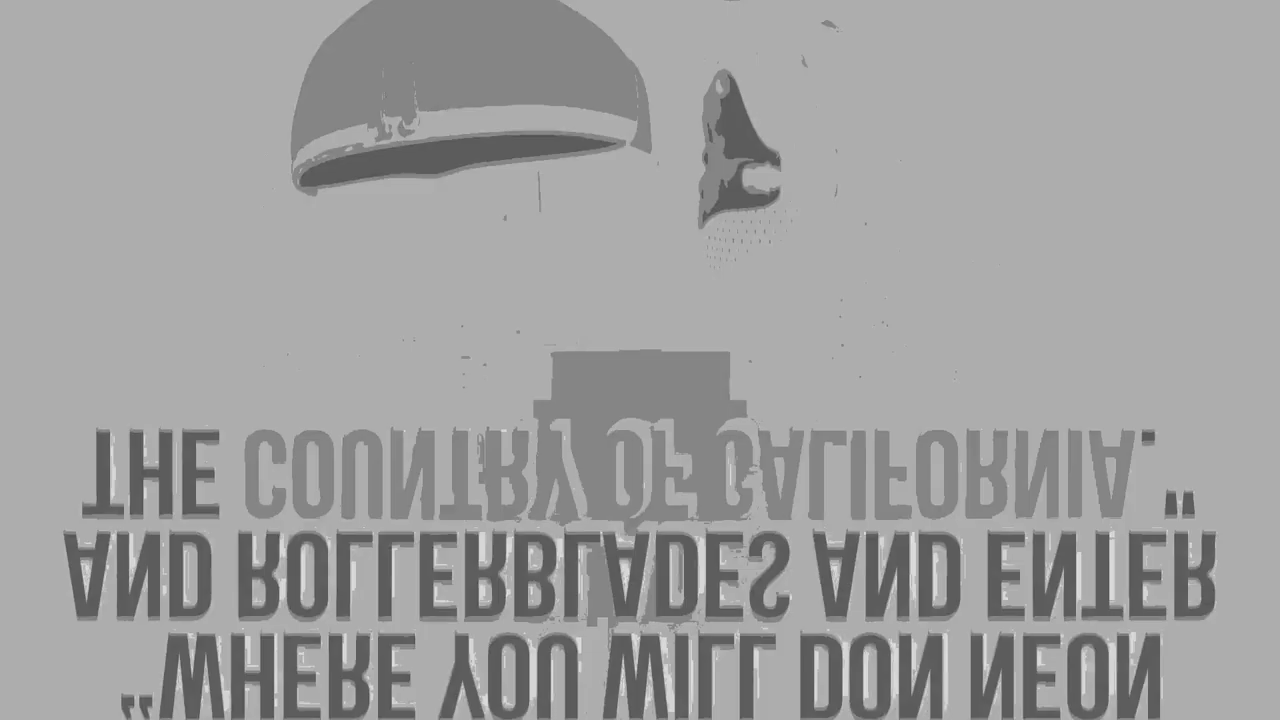 “WHERE YOU WILL DON NEON
AND ROLLERBLADES AND ENTER
THE COUNTRY OF CALIFORNIA.”